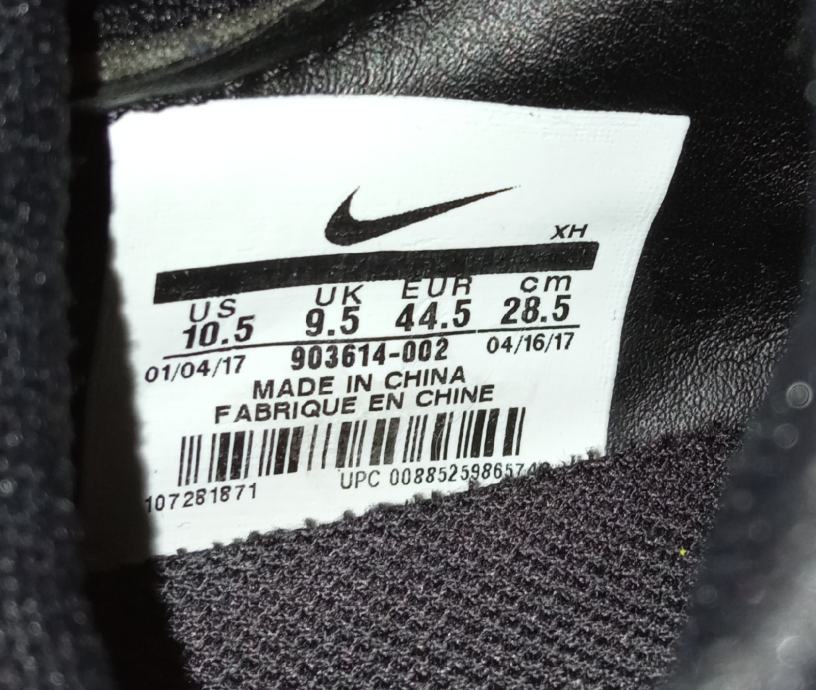 XH
US UK EUR cm
10.5 9.5 44.5 28.5
01/04/17 903614-002 04/16/17
MADE IN CHINA
FABRIQUE EN CHINE
107281871 UPC